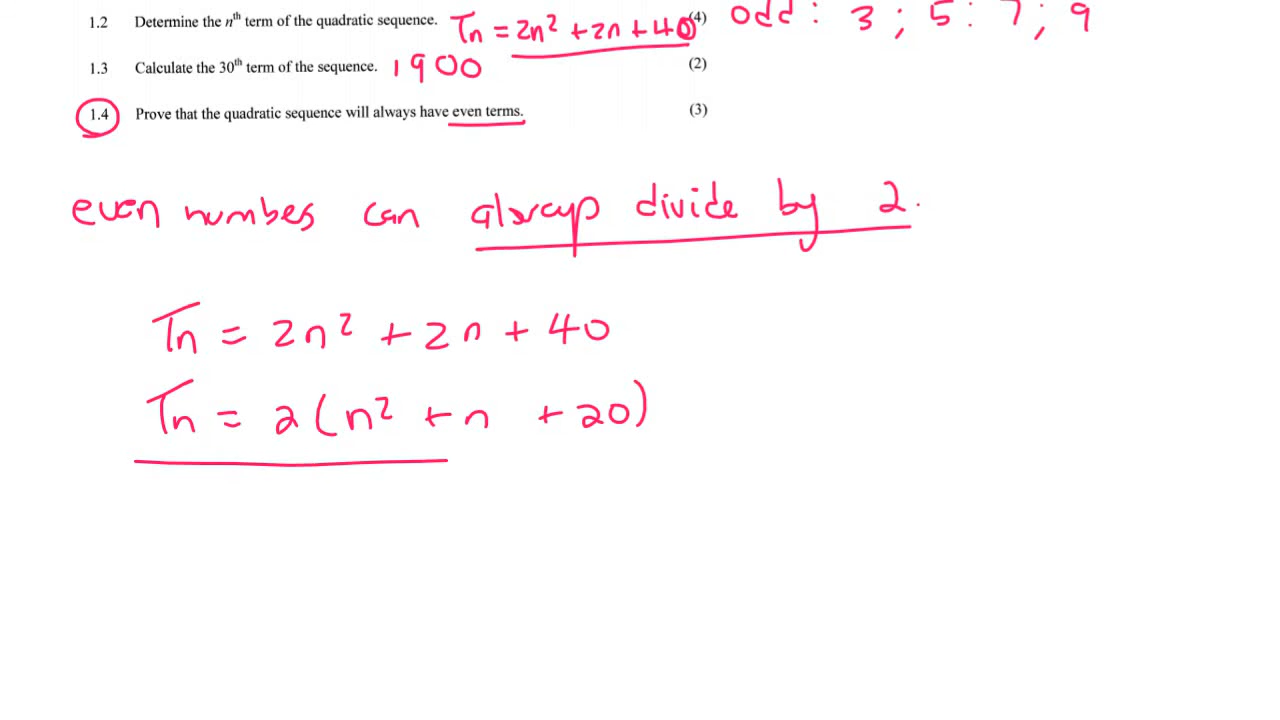 1.2 Determine the nth term of the quadratic sequence. Tn = 2n² + 2n + 40 (4) odd : 3 ; 5 : 7 ; 9
1.3 Calculate the 30th term of the sequence. 1900 (2)
1.4 Prove that the quadratic sequence will always have even terms. (3)
even numbes can always divide by 2.
Tn = 2n² + 2n + 40
Tn = 2(n² + n + 20)